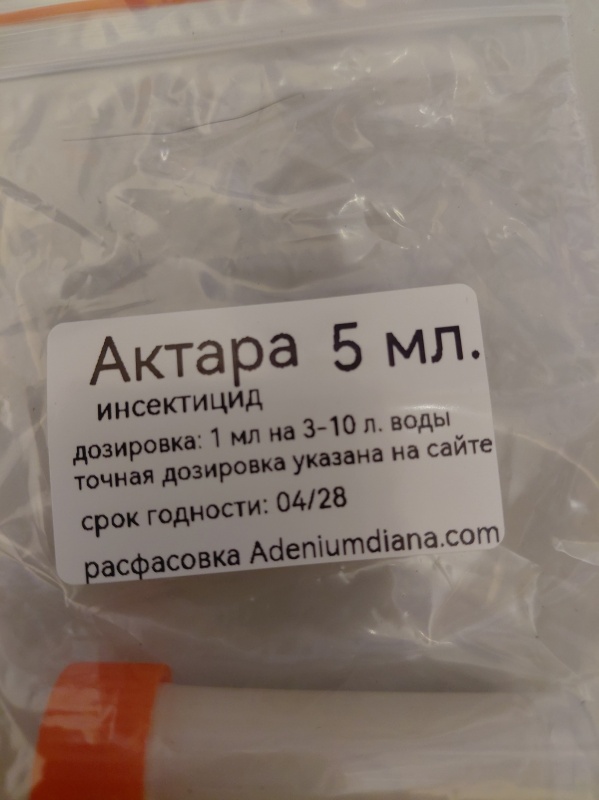 Актара 5 мл.
инсектицид
дозировка: 1 мл на 3-10 л. воды
точная дозировка указана на сайте
срок годности: 04/28
расфасовка Adeniumdiana.com